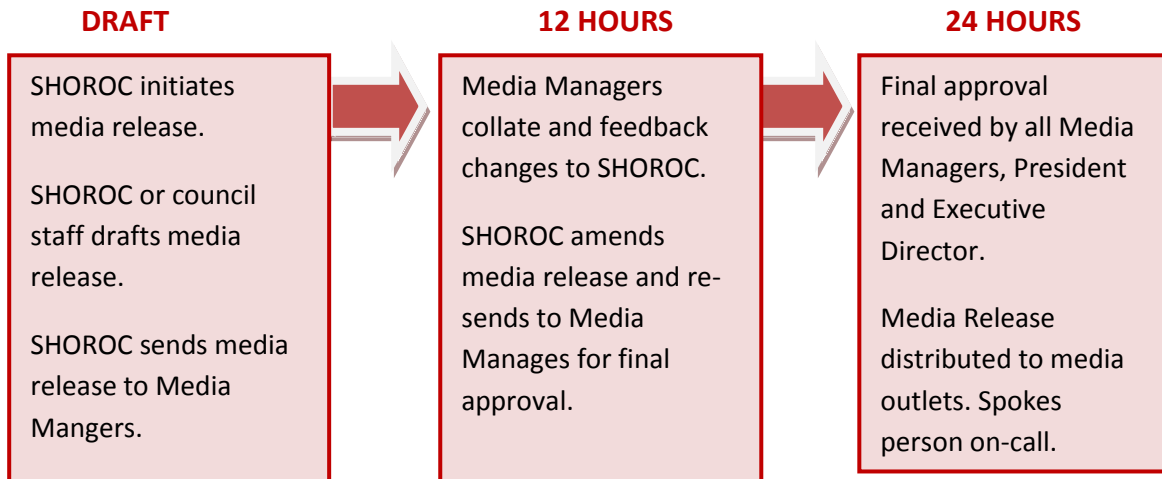 DRAFT
SHOROC initiates
media release.
SHOROC or council
staff drafts media
release.
SHOROC sends media
release to Media
Mangers.
12 HOURS
Media Managers
collate and feedback
changes to SHOROC.
SHOROC amends
media release and re-
sends to Media
Manages for final
approval.
24 HOURS
Final approval
received by all Media
Managers, President
and Executive
Director.
Media Release
distributed to media
outlets. Spokes
person on-call.